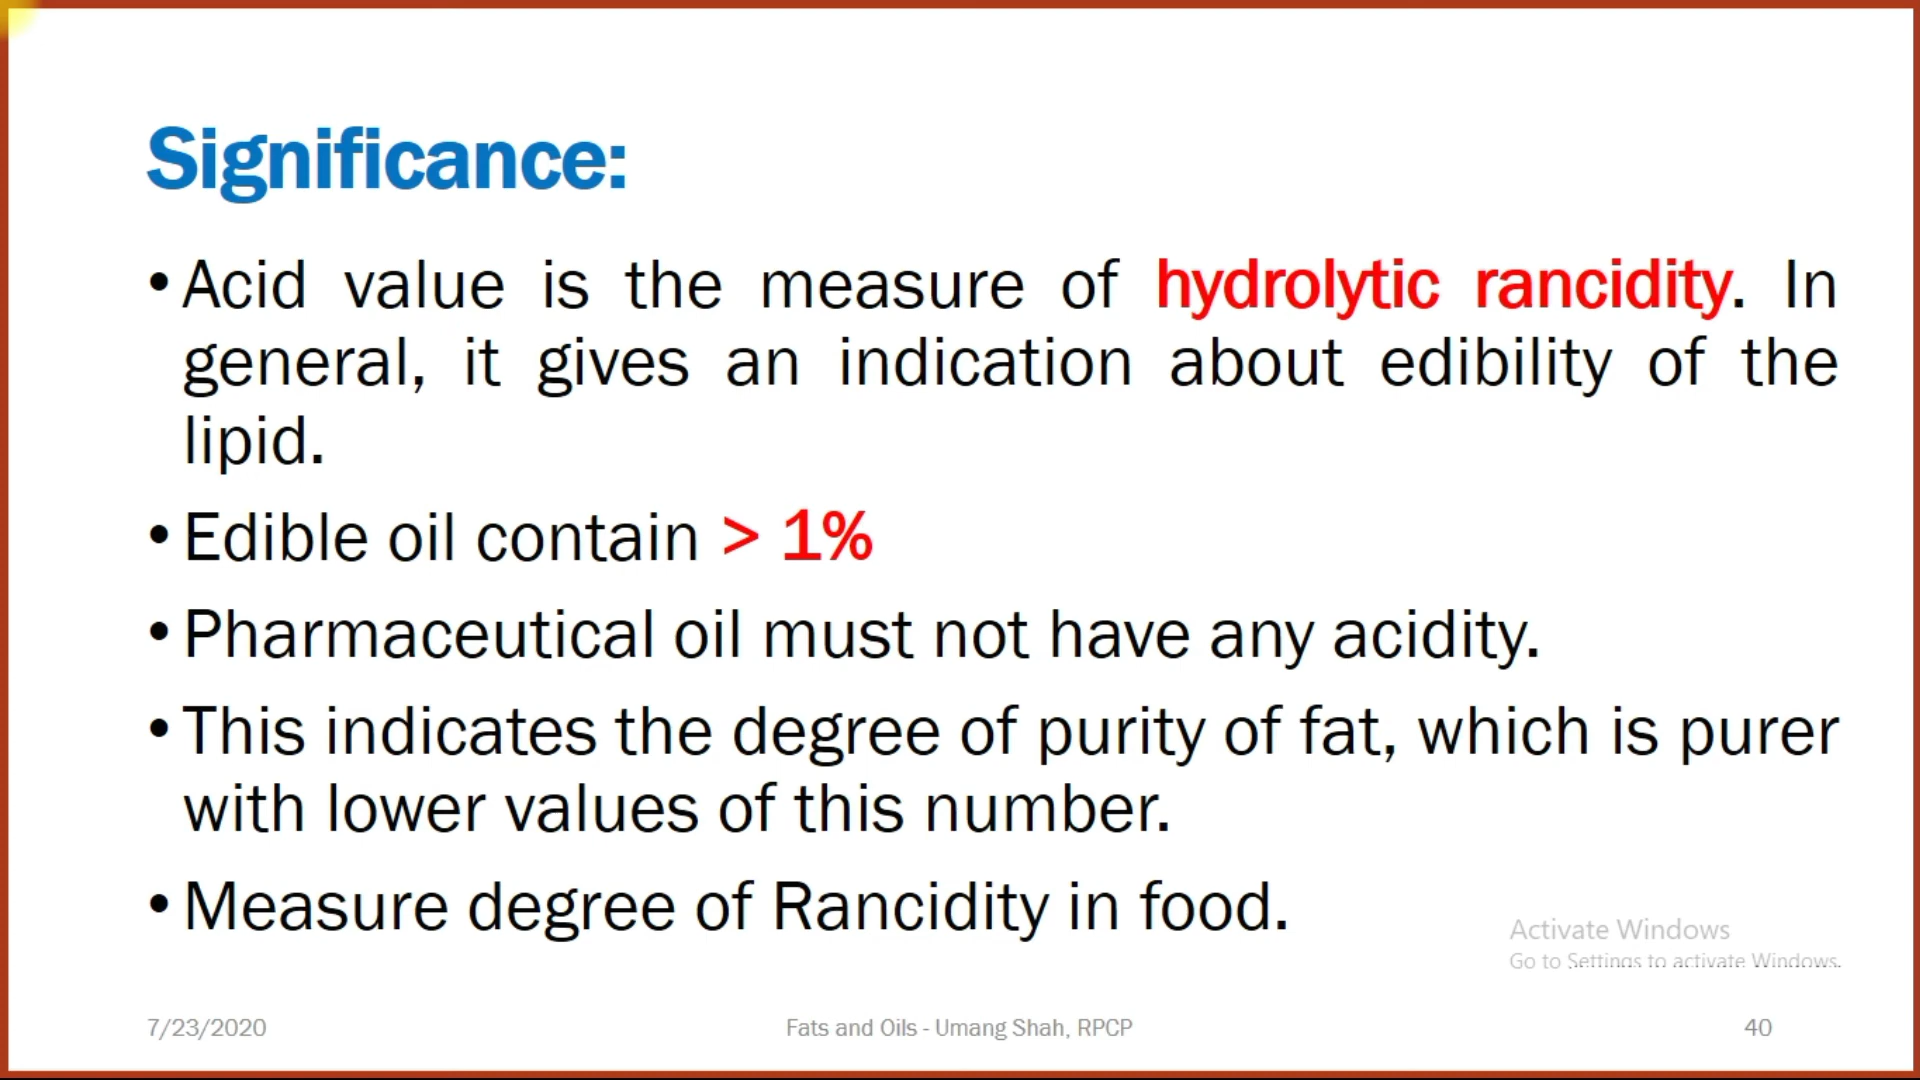 Significance:
•Acid value is the measure of hydrolytic rancidity. In
general, it gives an indication about edibility of the
lipid.
•Edible oil contain > 1%
•Pharmaceutical oil must not have any acidity.
•This indicates the degree of purity of fat, which is purer
with lower values of this number.
•Measure degree of Rancidity in food.
Activate Windows
Go to Settings to activate Windows.
7/23/2020
Fats and Oils - Umang Shah, RPCP
40